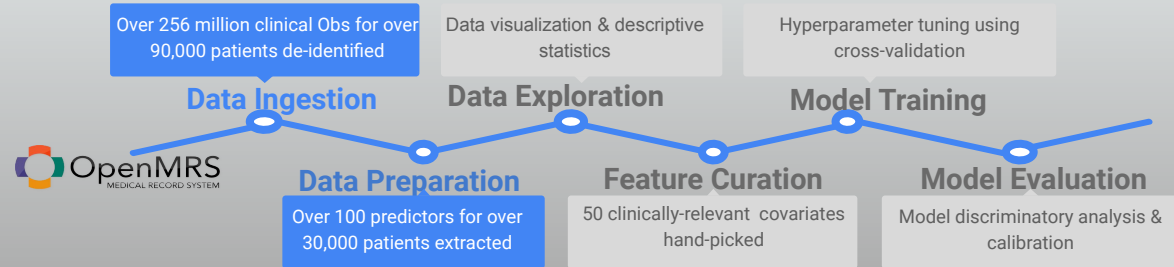 Over 256 million clinical Obs for over
90,000 patients de-identified
Data Ingestion
Data visualization & descriptive
statistics
Data Exploration
Hyperparameter tuning using
cross-validation
Model Training
OpenMRS
MEDICAL RECORD SYSTEM
Data Preparation
Over 100 predictors for over
30,000 patients extracted
Feature Curation
50 clinically-relevant covariates
hand-picked
Model Evaluation
Model discriminatory analysis &
calibration